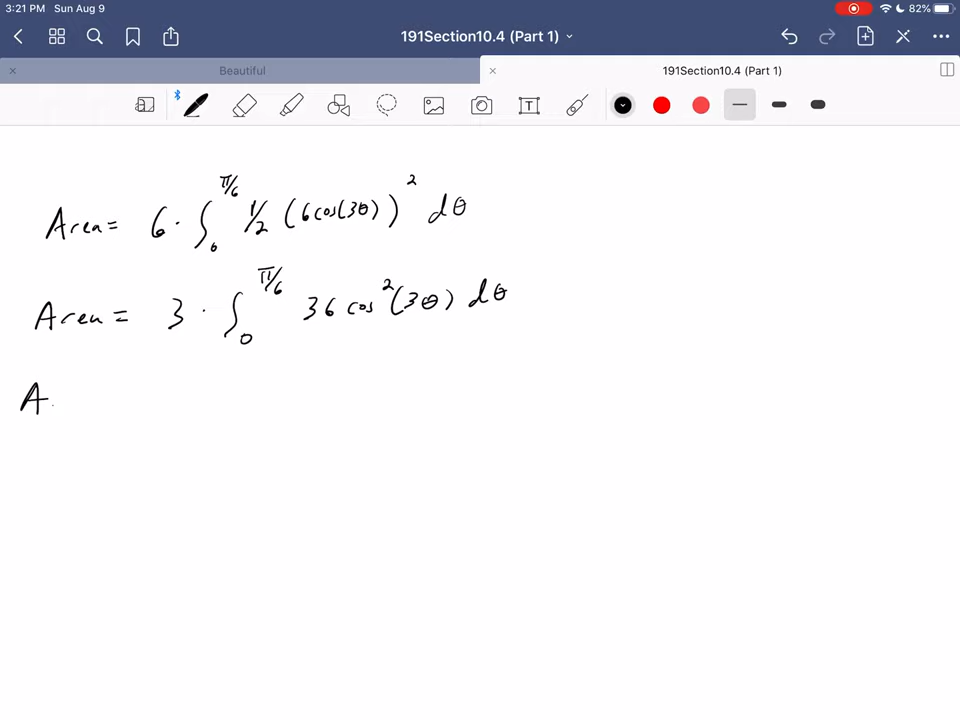 3:21 PM Sun Aug 9 82%
191Section10.4 (Part 1)
Beautiful 191Section10.4 (Part 1)
T
Area = 6 · ∫₀^{π/6} 1/2 (6cos(3θ))² dθ
Area = 3 · ∫₀^{π/6} 36 cos²(3θ) dθ
A